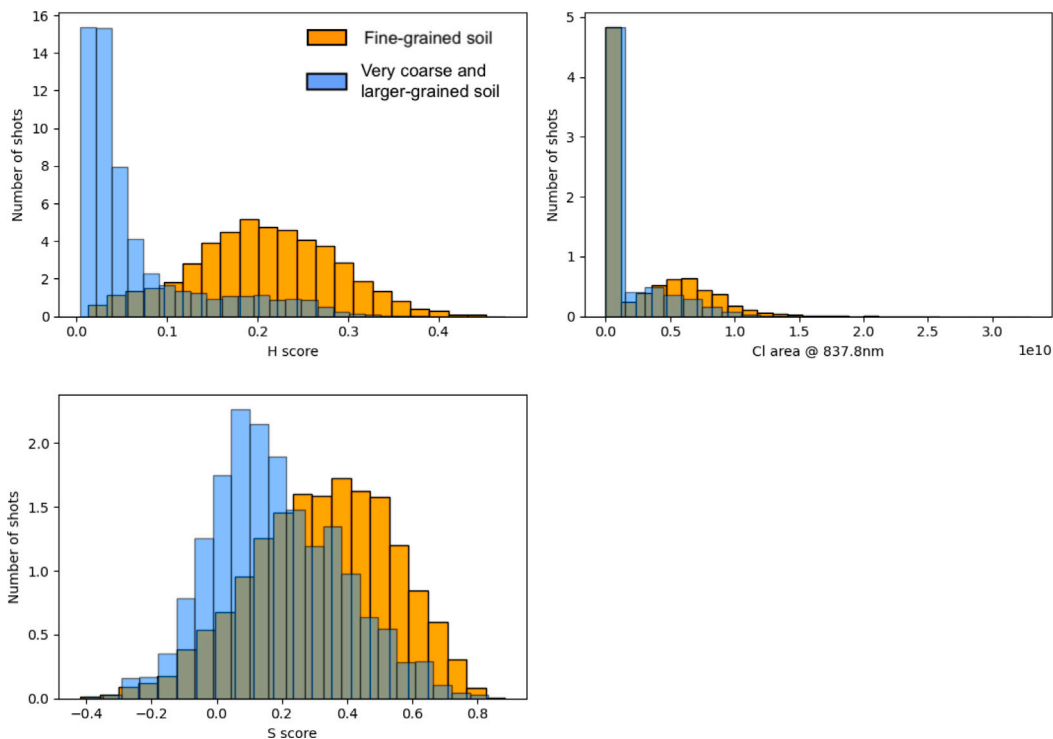 16
14
12
10
8
6
4
2
0
Number of shots
0.0 0.1 0.2 0.3 0.4
H score
Fine-grained soil
Very coarse and
larger-grained soil
5
4
3
2
1
0
Number of shots
0.0 0.5 1.0 1.5 2.0 2.5 3.0
Cl area @ 837.8nm
1e10
2.0
1.5
1.0
0.5
0.0
Number of shots
−0.4 −0.2 0.0 0.2 0.4 0.6 0.8
S score